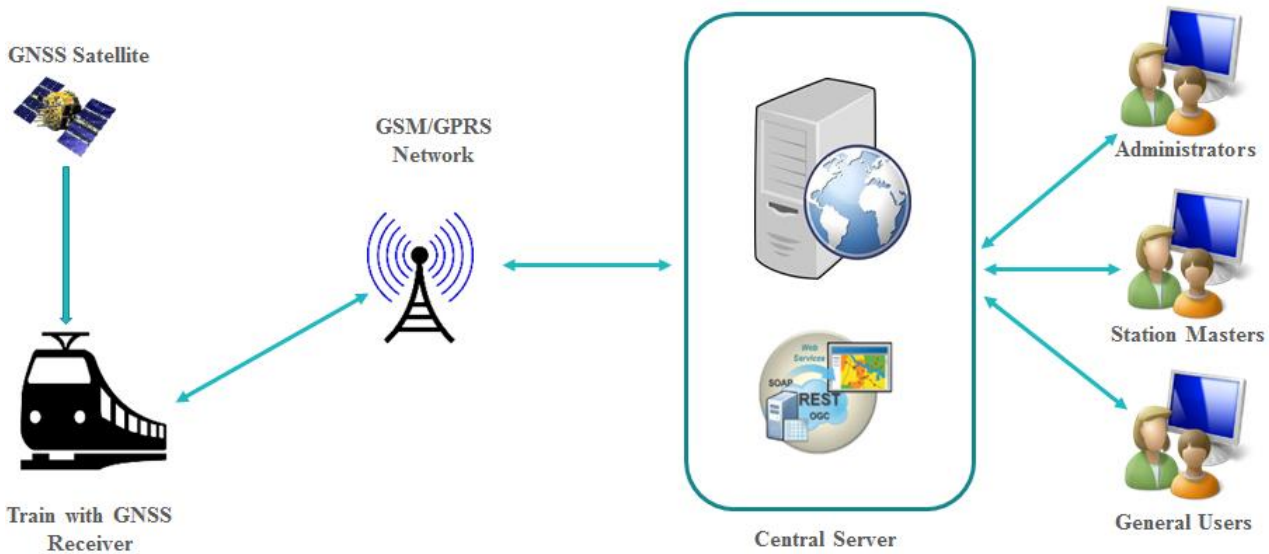 GNSS Satellite
GSM/GPRS
Network
Train with GNSS
Receiver
Web
Services
SOAP
REST
OGC
Central Server
Administrators
Station Masters
General Users